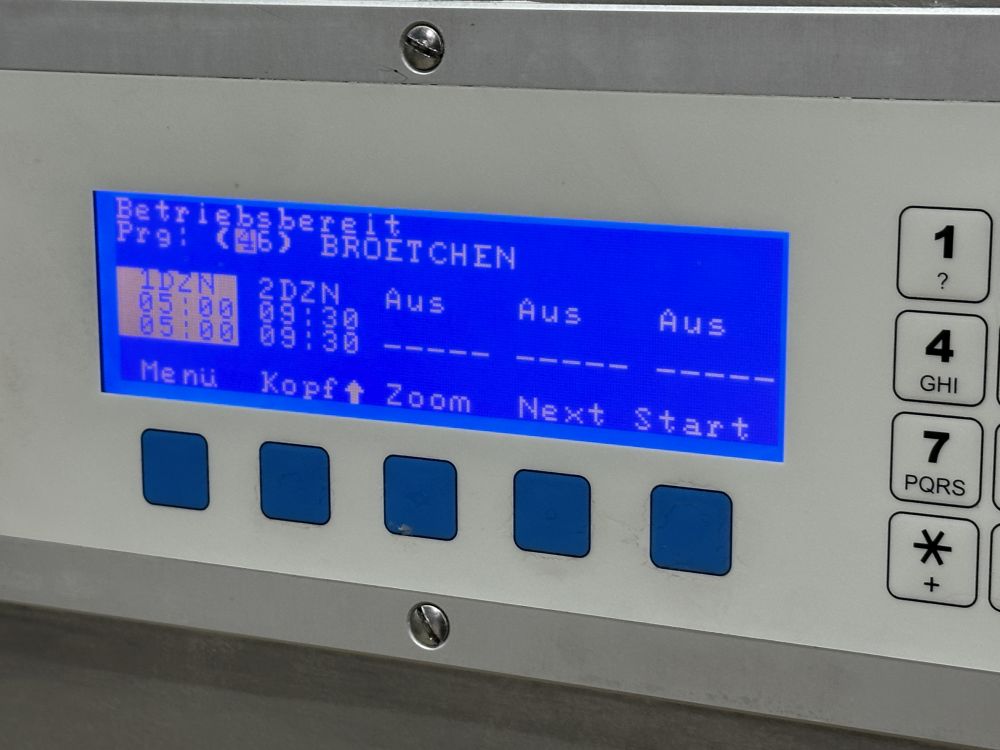 Betriebsbereit
Prg: ( 6) BROETCHEN
1DZN 2DZN Aus Aus Aus
05:00 09:30
05:00 09:30 ----- ----- -----
Menü Kopf↑ Zoom Next Start
1
?
4
GHI
7
PQRS
*
+